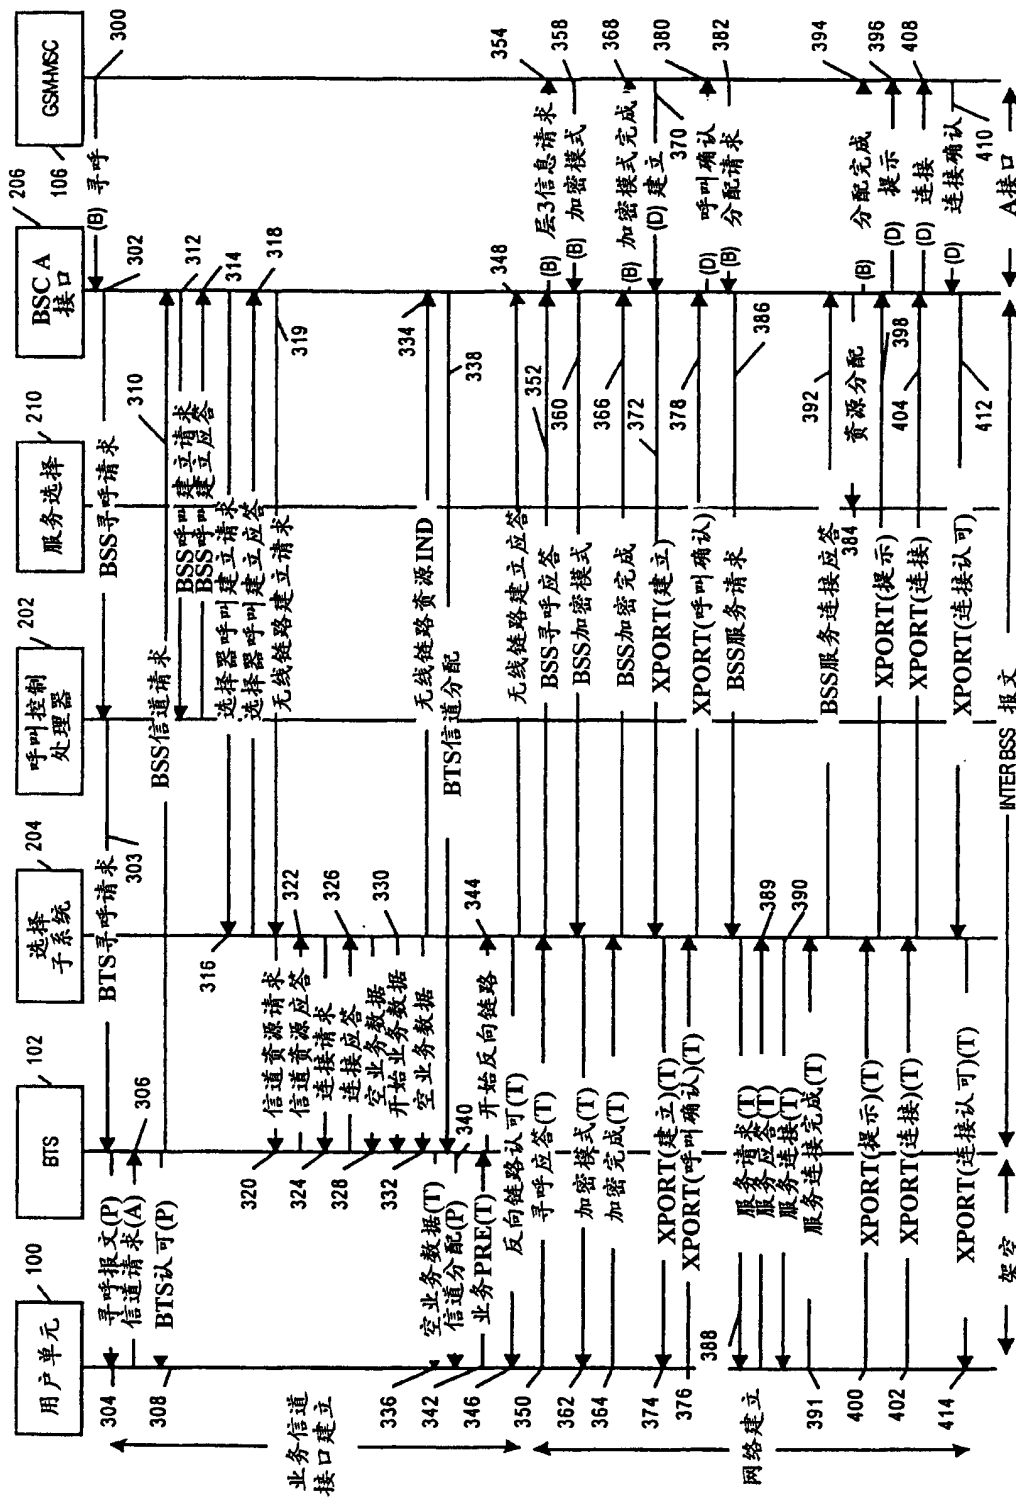 用户单元
100
BTS
102
选择
子系统
204
呼叫控制
处理器
202
服务选择
210
BSC A
接口
206
GSM-MSC
106
300
(B) 寻呼
302
BSS寻呼请求
303
BTS寻呼请求
304
寻呼报文(P)
306
信道请求(A)
308
BTS认可(P)
310
BSS信道请求
312
BSS呼叫建立请求
314
BSS呼叫建立应答
316
选择器呼叫建立请求
318
选择器呼叫建立应答
319
无线链路建立请求
320
信道资源请求
322
信道资源应答
324
连接请求
326
连接应答
328
空业务数据
330
开始业务数据
332
空业务数据
334
无线链路资源IND
336
空业务数据(T)
338
BTS信道分配
340
信道分配(P)
342
业务PRE(T)
344
开始反向链路
346
反向链路认可(T)
348
无线链路建立应答
350
寻呼应答(T)
352
BSS寻呼应答
354
(B) 层3信息请求
358
(B) 加密模式
360
BSS加密模式
362
加密模式(T)
364
加密完成(T)
366
BSS加密完成
368
(B) 加密模式完成
370
(D) 建立
372
XPORT(建立)
374
XPORT(建立)(T)
376
XPORT(呼叫确认)(T)
378
XPORT(呼叫确认)
380
(D) 呼叫确认
382
(B) 分配请求
384
资源分配
386
BSS服务请求
388
服务请求(T)
389
服务应答(T)
390
服务连接(T)
391
服务连接完成(T)
392
BSS服务连接应答
394
(B) 分配完成
396
(D) 提示
398
XPORT(提示)
400
XPORT(提示)(T)
402
XPORT(连接)(T)
404
XPORT(连接)
408
(D) 连接
410
(D) 连接确认
412
XPORT(连接认可)
414
XPORT(连接认可)(T)
业务信道
接口建立
网络建立
架空
INTERBSS 报文
A接口